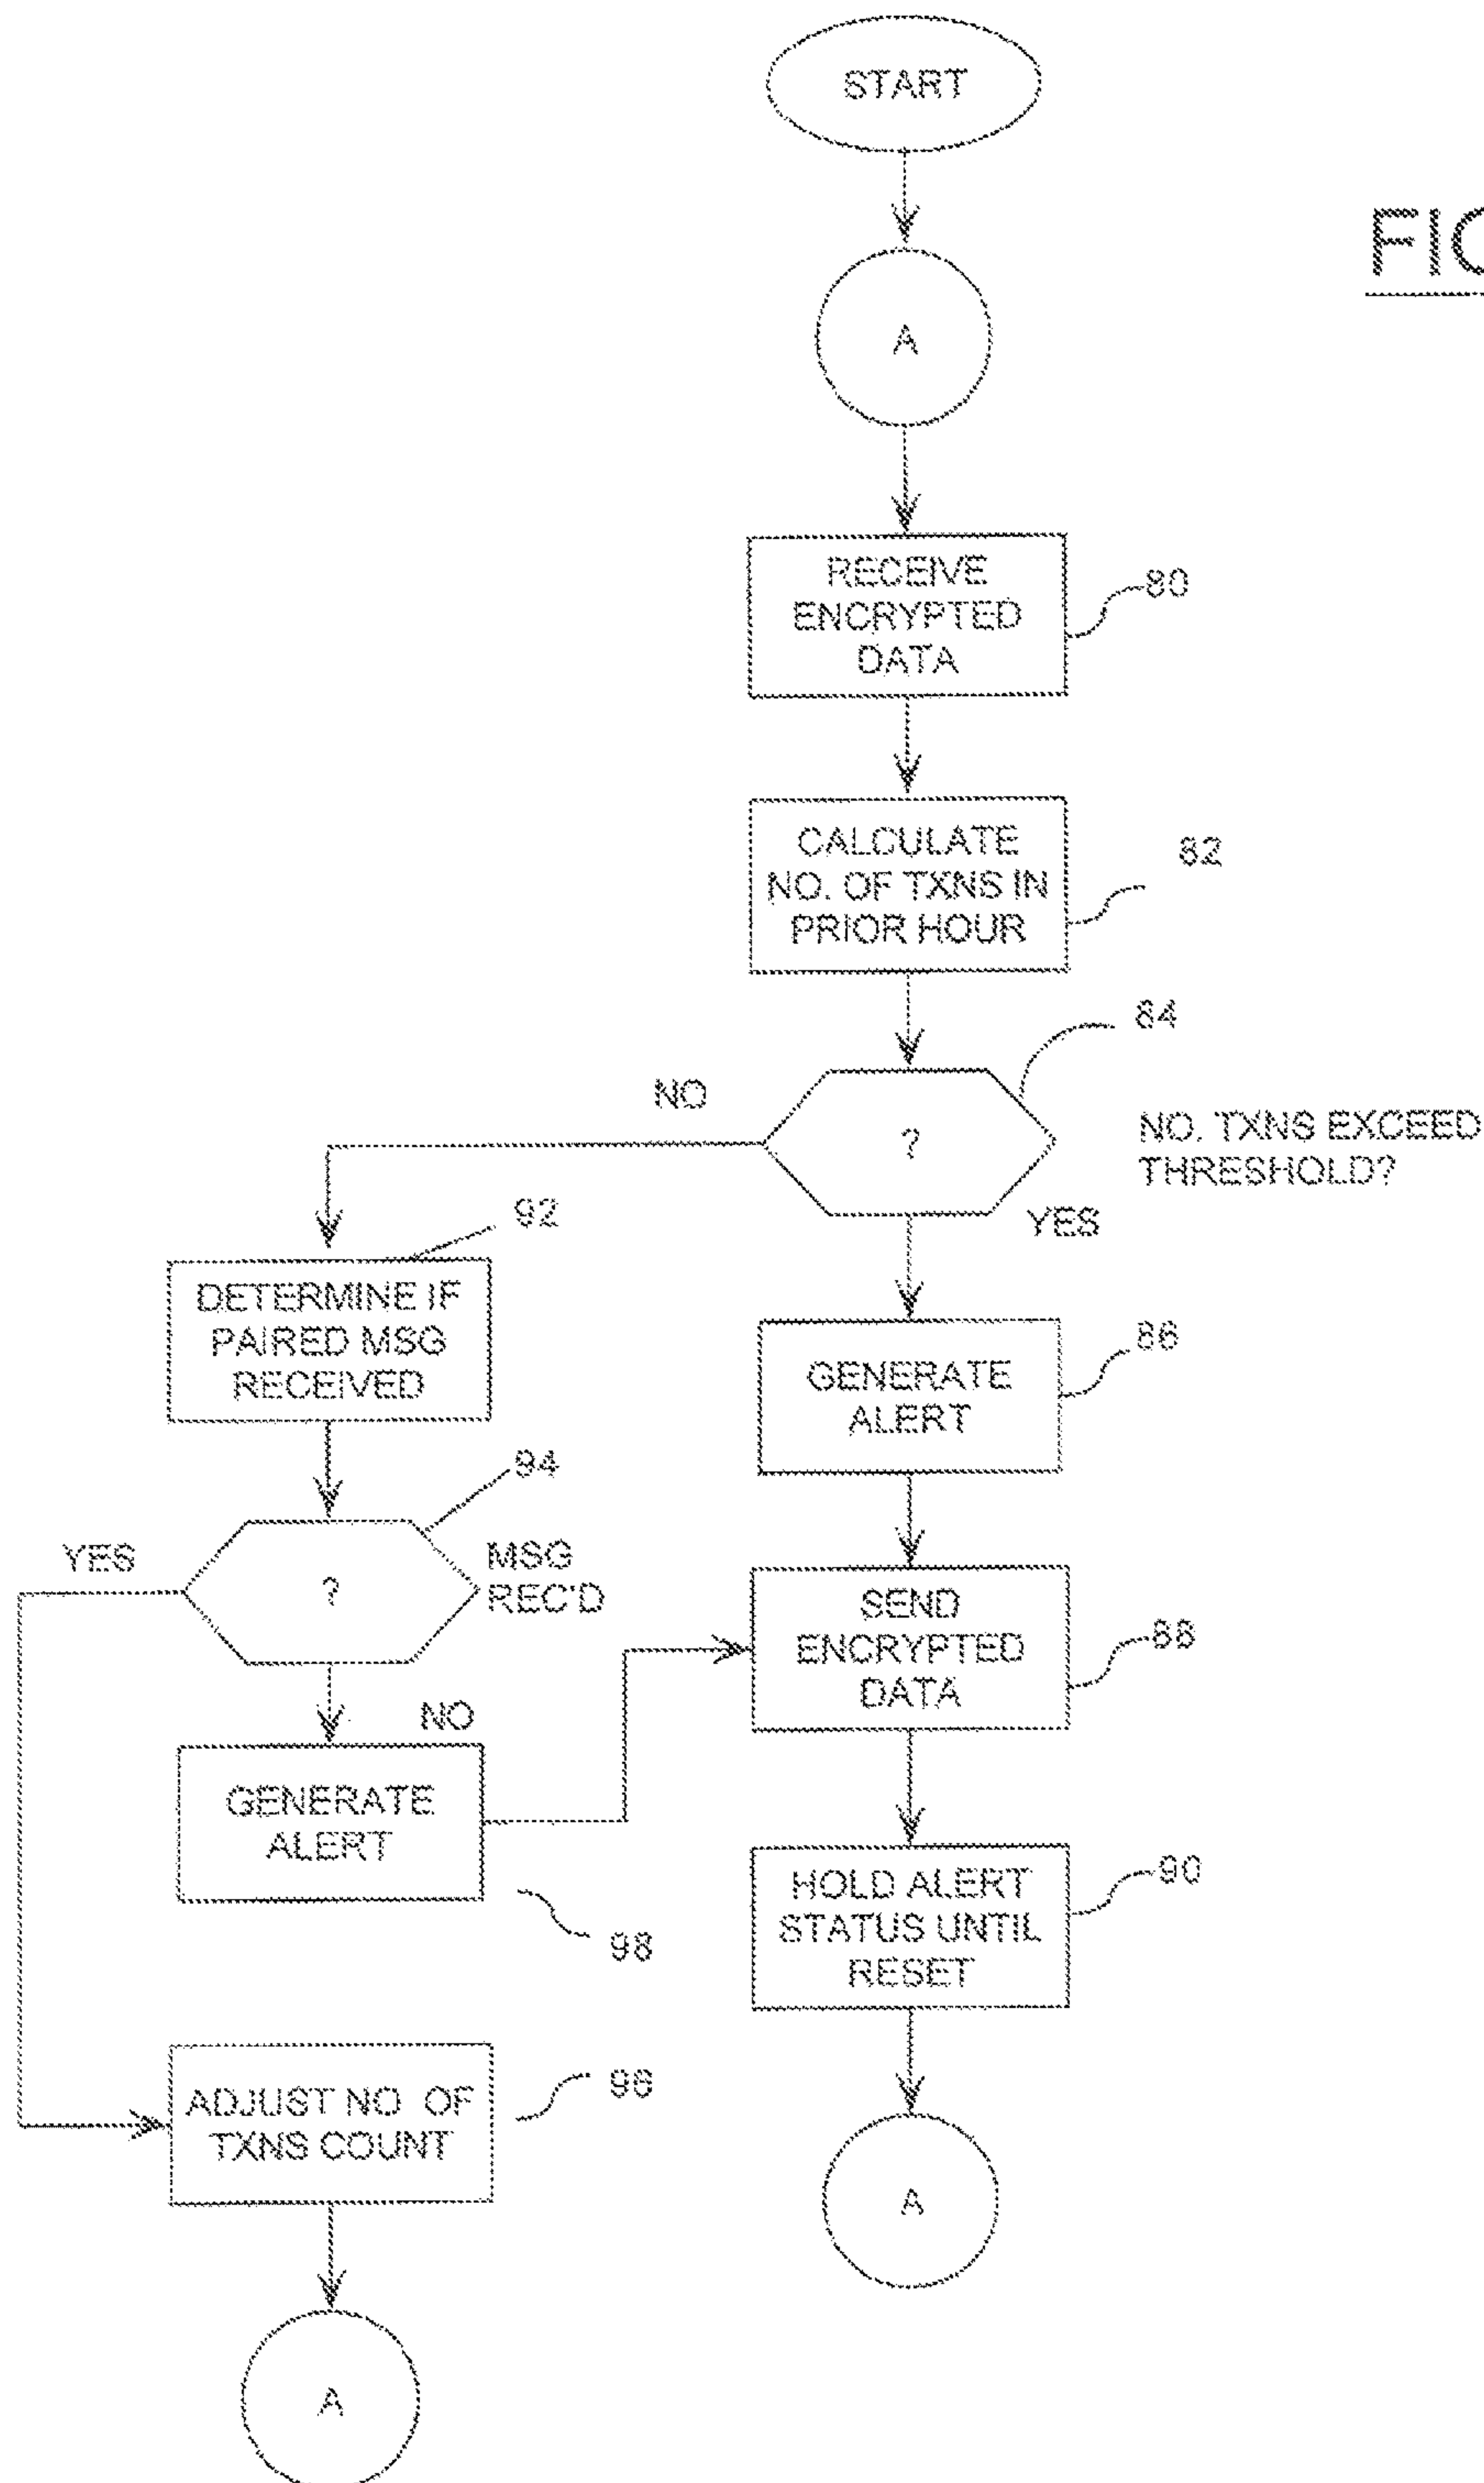 START
FIG
A
RECEIVE
ENCRYPTED
DATA
80
CALCULATE
NO. OF TXNS IN
PRIOR HOUR
82
84
NO
?
NO. TXNS EXCEED
THRESHOLD?
YES
92
DETERMINE IF
PAIRED MSG
RECEIVED
86
GENERATE
ALERT
94
YES
?
MSG
REC'D
SEND
ENCRYPTED
DATA
88
NO
GENERATE
ALERT
98
HOLD ALERT
STATUS UNTIL
RESET
90
ADJUST NO OF
TXNS COUNT
96
A
A